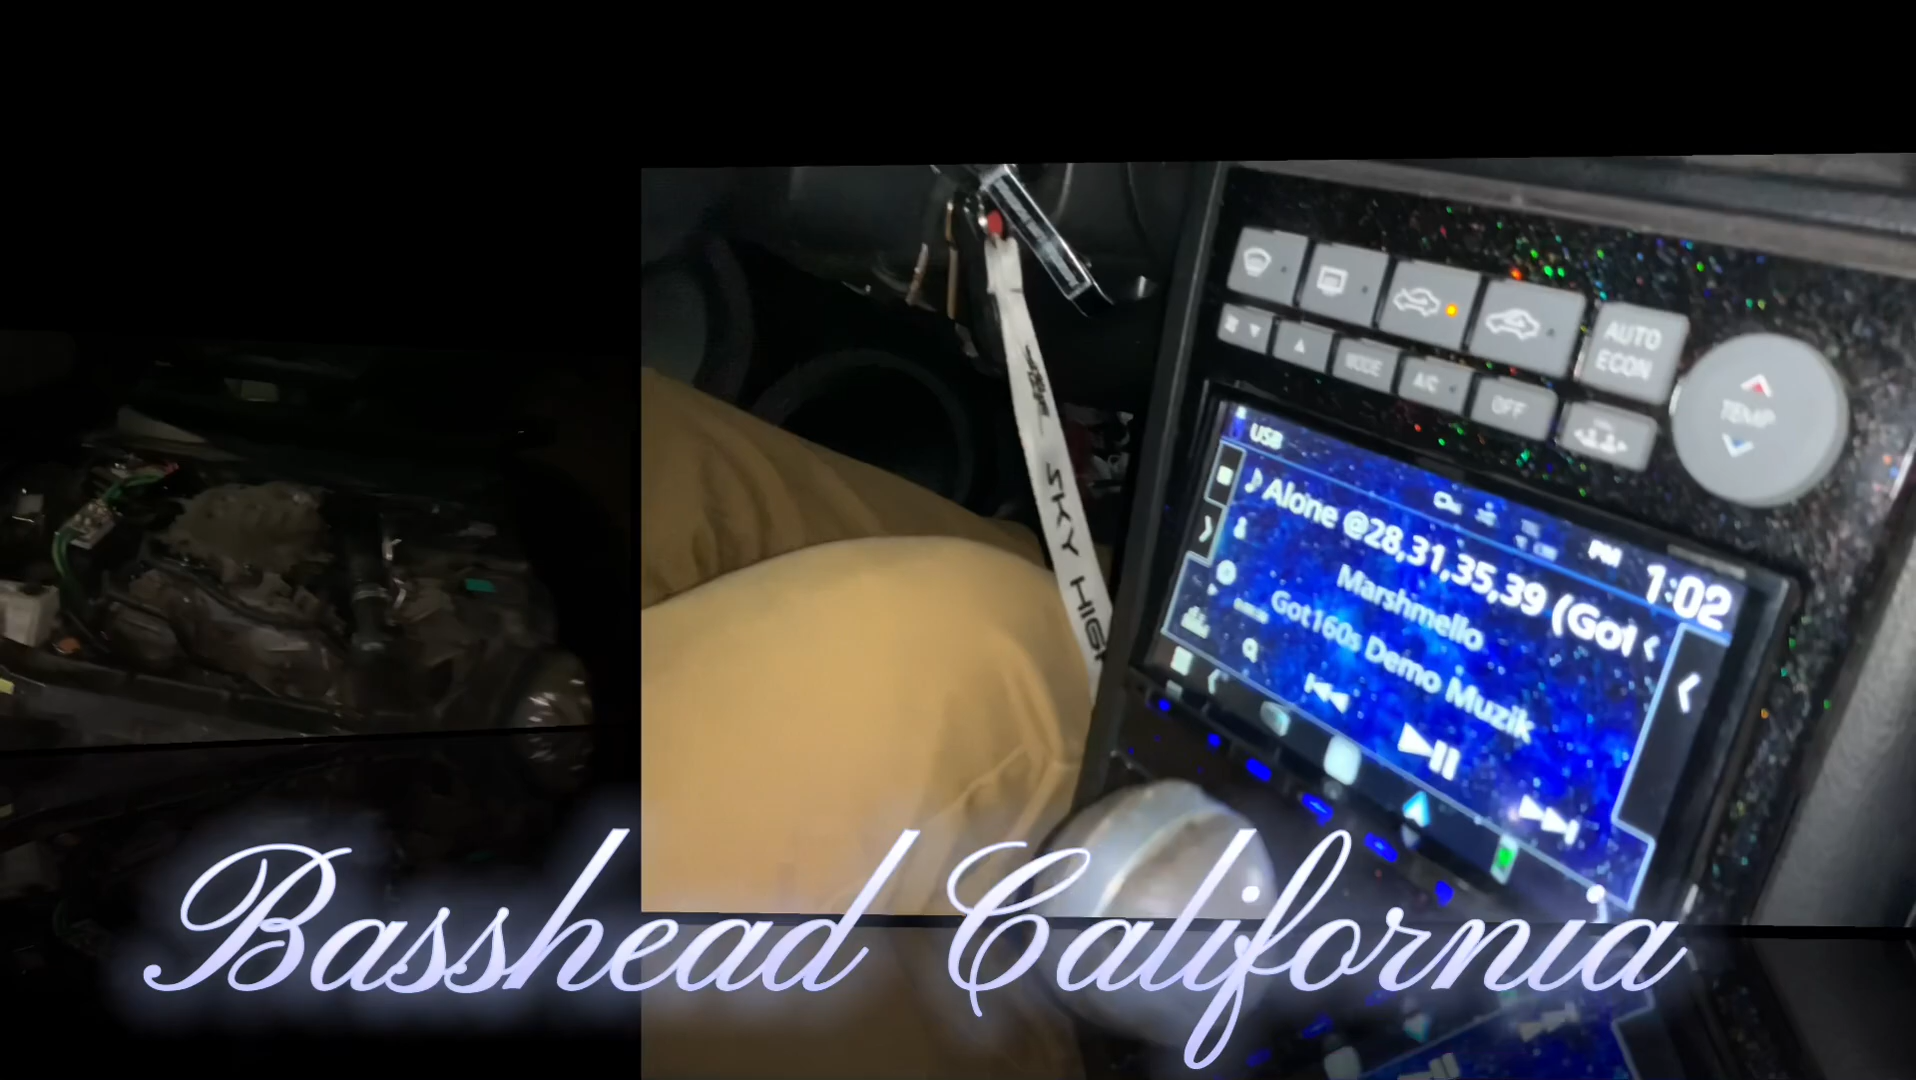 AUTO
ECON
MODE
A/C
OFF
TEMP
SKY HIGH
USB
PM 1:02
Alone @28,31,35,39 (Got
Marshmello
Got160s Demo Muzik
Basshead California